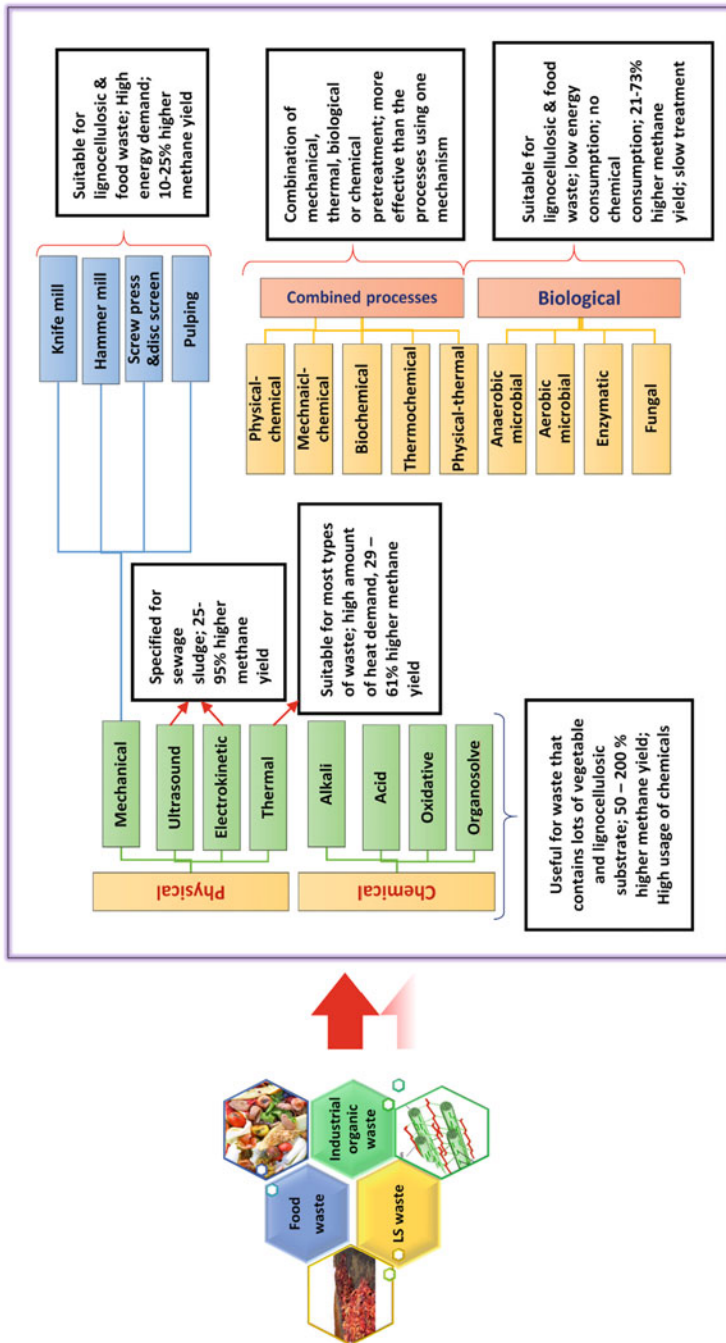 Food
waste
Industrial
organic
waste
LS waste
Physical
Mechanical
Ultrasound
Electrokinetic
Thermal
Chemical
Alkali
Acid
Oxidative
Organosolve
Knife mill
Hammer mill
Screw press
&disc screen
Pulping
Suitable for
lignocellulosic &
food waste; High
energy demand;
10-25% higher
methane yield
Specified for
sewage
sludge; 25-
95% higher
methane
yield
Suitable for most types
of waste; high amount
of heat demand, 29 –
61% higher methane
yield
Useful for waste that
contains lots of vegetable
and lignocellulosic
substrate; 50 – 200 %
higher methane yield;
High usage of chemicals
Physical-
chemical
Mechnaicl-
chemical
Biochemical
Thermochemical
Physical-thermal
Combined processes
Combination of
mechanical,
thermal, biological
or chemical
pretreatment; more
effective than the
processes using one
mechanism
Anaerobic
microbial
Aerobic
microbial
Enzymatic
Fungal
Biological
Suitable for
lignocellulosic & food
waste; low energy
consumption; no
chemical
consumption; 21-73%
higher methane
yield; slow treatment